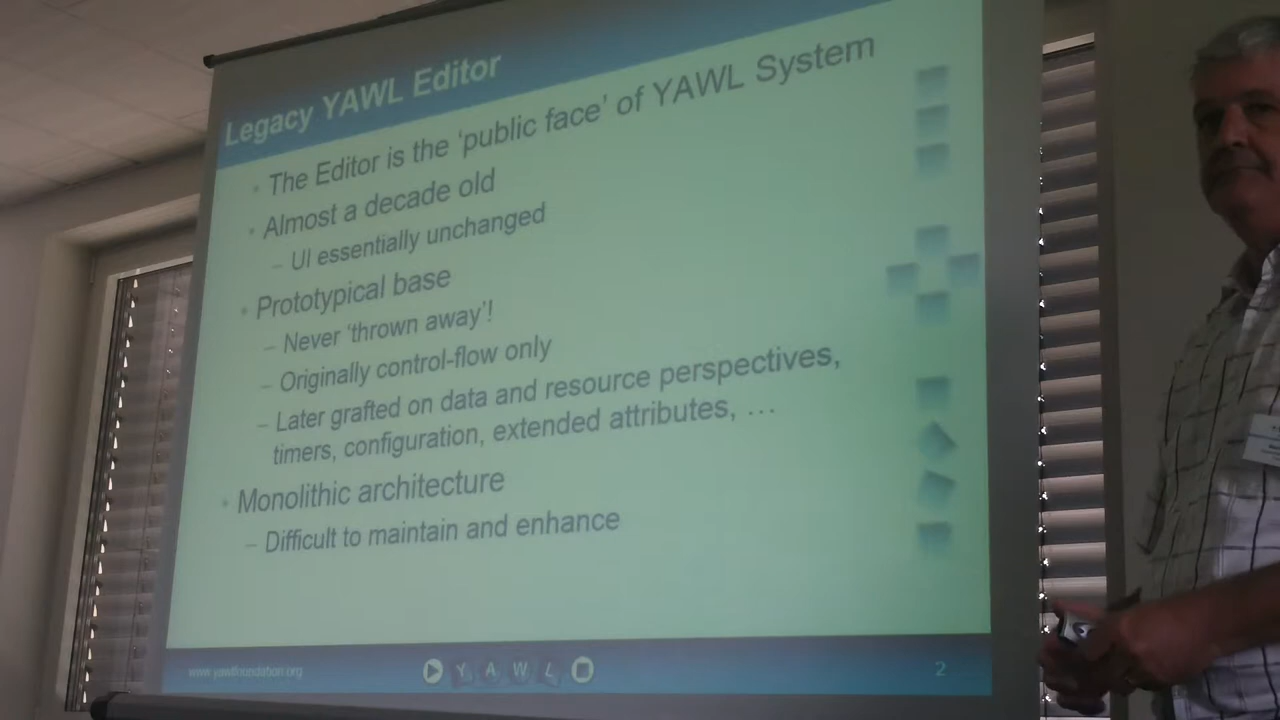 Legacy YAWL Editor
• The Editor is the ‘public face’ of YAWL System
• Almost a decade old
– UI essentially unchanged
• Prototypical base
– Never ‘thrown away’!
– Originally control-flow only
– Later grafted on data and resource perspectives,
timers, configuration, extended attributes, …
• Monolithic architecture
– Difficult to maintain and enhance
www.yawlfoundation.org
YAWL
2